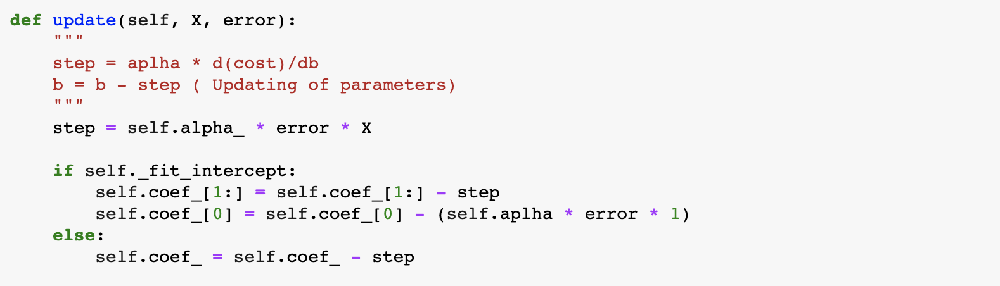 def update(self, X, error):
    """
    step = aplha * d(cost)/db
    b = b - step ( Updating of parameters)
    """
    step = self.alpha_ * error * X

    if self._fit_intercept:
        self.coef_[1:] = self.coef_[1:] - step
        self.coef_[0] = self.coef_[0] - (self.aplha * error * 1)
    else:
        self.coef_ = self.coef_ - step